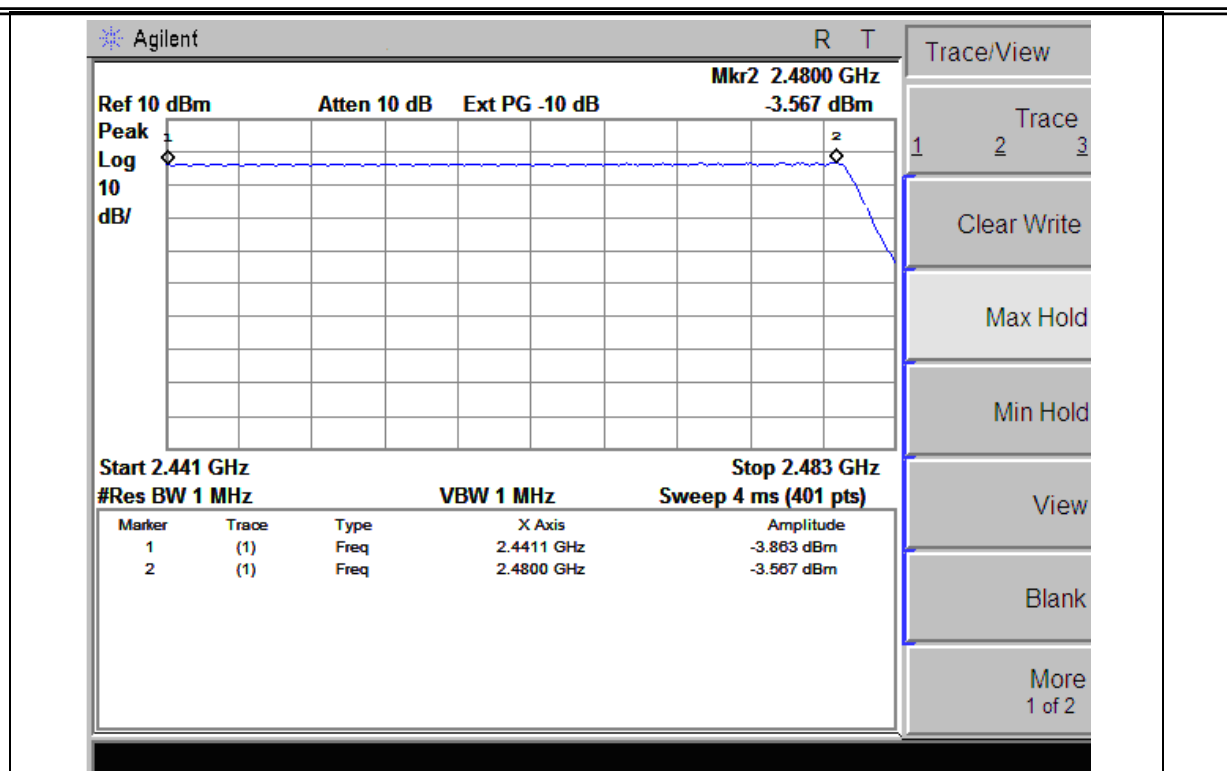 Agilent R T
Mkr2 2.4800 GHz
Ref 10 dBm Atten 10 dB Ext PG -10 dB -3.567 dBm
Peak
Log
10
dB/
1
2
Start 2.441 GHz Stop 2.483 GHz
#Res BW 1 MHz VBW 1 MHz Sweep 4 ms (401 pts)
Marker Trace Type X Axis Amplitude
1 (1) Freq 2.4411 GHz -3.863 dBm
2 (1) Freq 2.4800 GHz -3.567 dBm
Trace/View
Trace
1 2 3
Clear Write
Max Hold
Min Hold
View
Blank
More
1 of 2